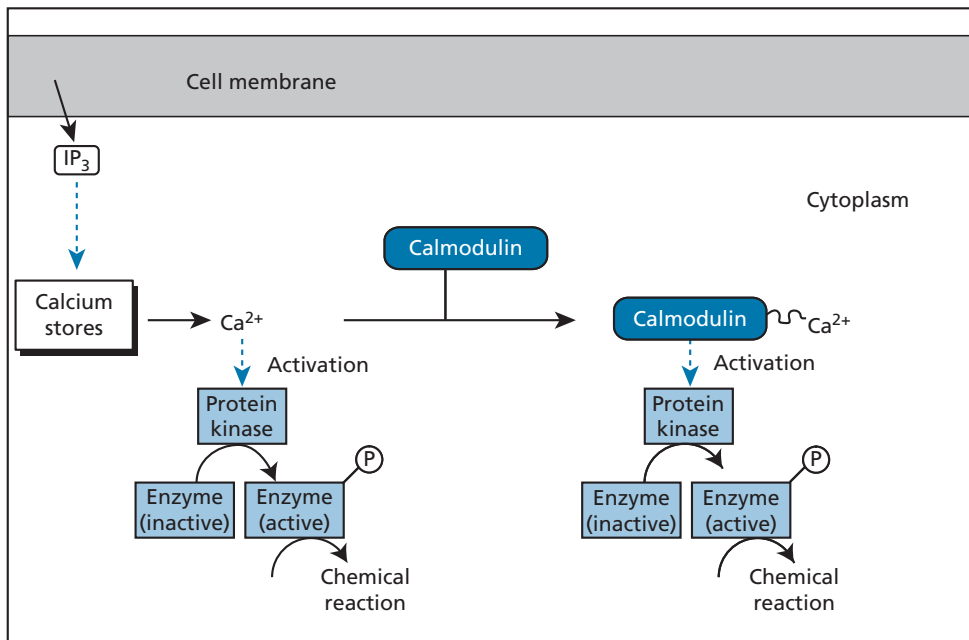 Cell membrane
IP₃
Cytoplasm
Calmodulin
Calcium
stores
Ca²⁺
Calmodulin
Ca²⁺
Activation
Activation
Protein
kinase
Protein
kinase
P
P
Enzyme
(inactive)
Enzyme
(active)
Enzyme
(inactive)
Enzyme
(active)
Chemical
reaction
Chemical
reaction